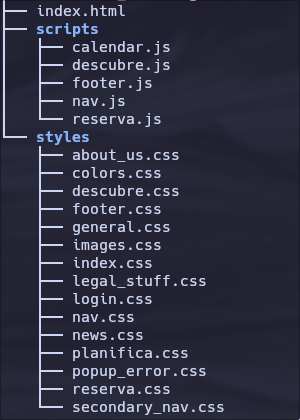 index.html
scripts
calendar.js
descubre.js
footer.js
nav.js
reserva.js
styles
about_us.css
colors.css
descubre.css
footer.css
general.css
images.css
index.css
legal_stuff.css
login.css
nav.css
news.css
planifica.css
popup_error.css
reserva.css
secondary_nav.css